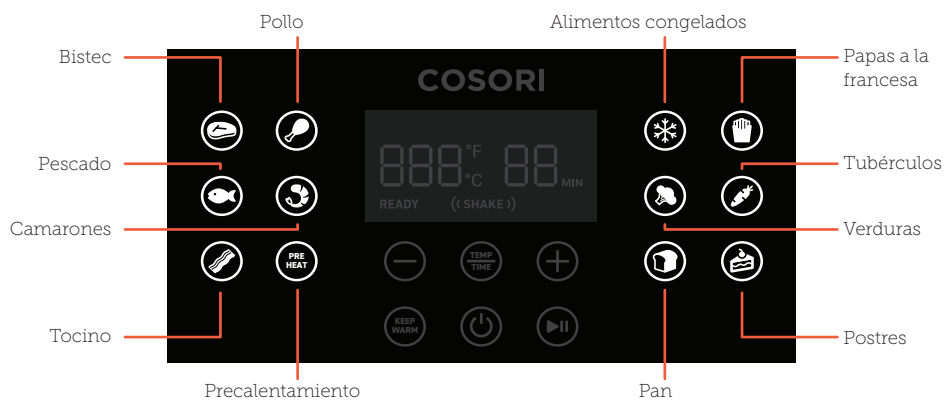 Pollo
Alimentos congelados
Bistec
Papas a la
francesa
COSORI
Pescado
888 °F 88
°C MIN
READY ((SHAKE))
Tubérculos
Camarones
Verduras
PRE
HEAT
TEMP
TIME
KEEP
WARM
Tocino
Postres
Precalentamiento
Pan